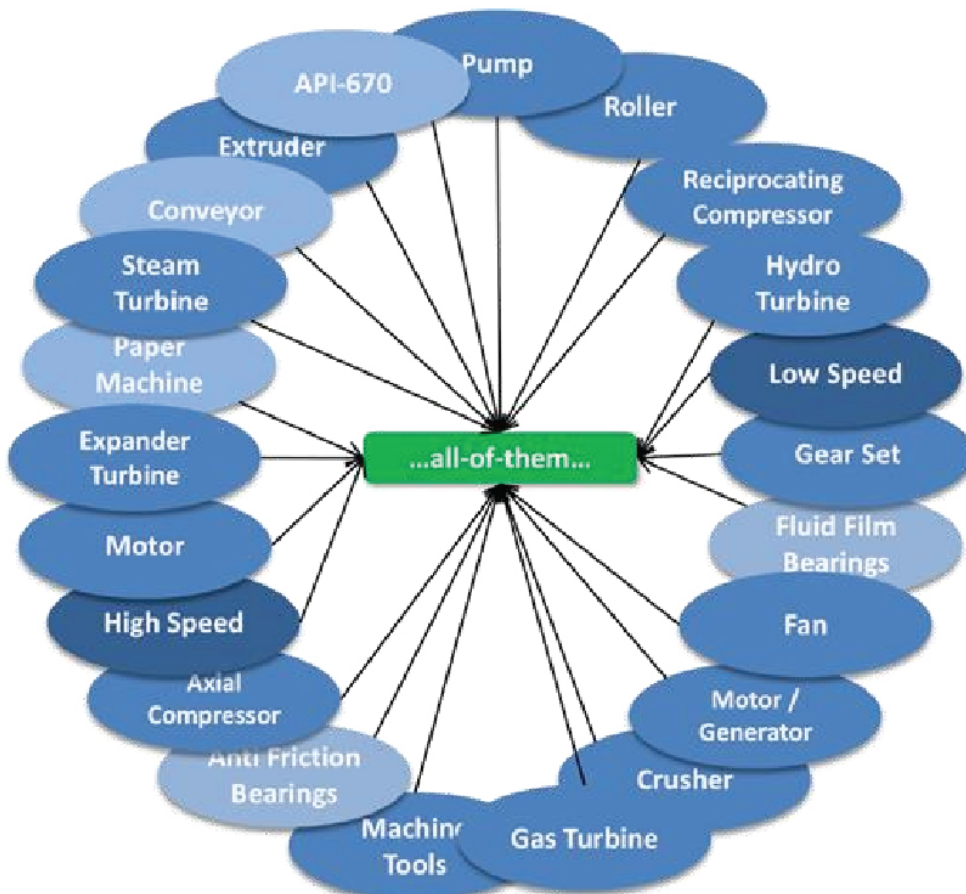 Pump
API-670
Roller
Extruder
Reciprocating
Compressor
Conveyor
Steam
Turbine
Hydro
Turbine
Paper
Machine
Low Speed
Expander
Turbine
...all-of-them...
Gear Set
Motor
Fluid Film
Bearings
High Speed
Fan
Axial
Compressor
Motor /
Generator
Anti Friction
Bearings
Crusher
Machine
Tools
Gas Turbine